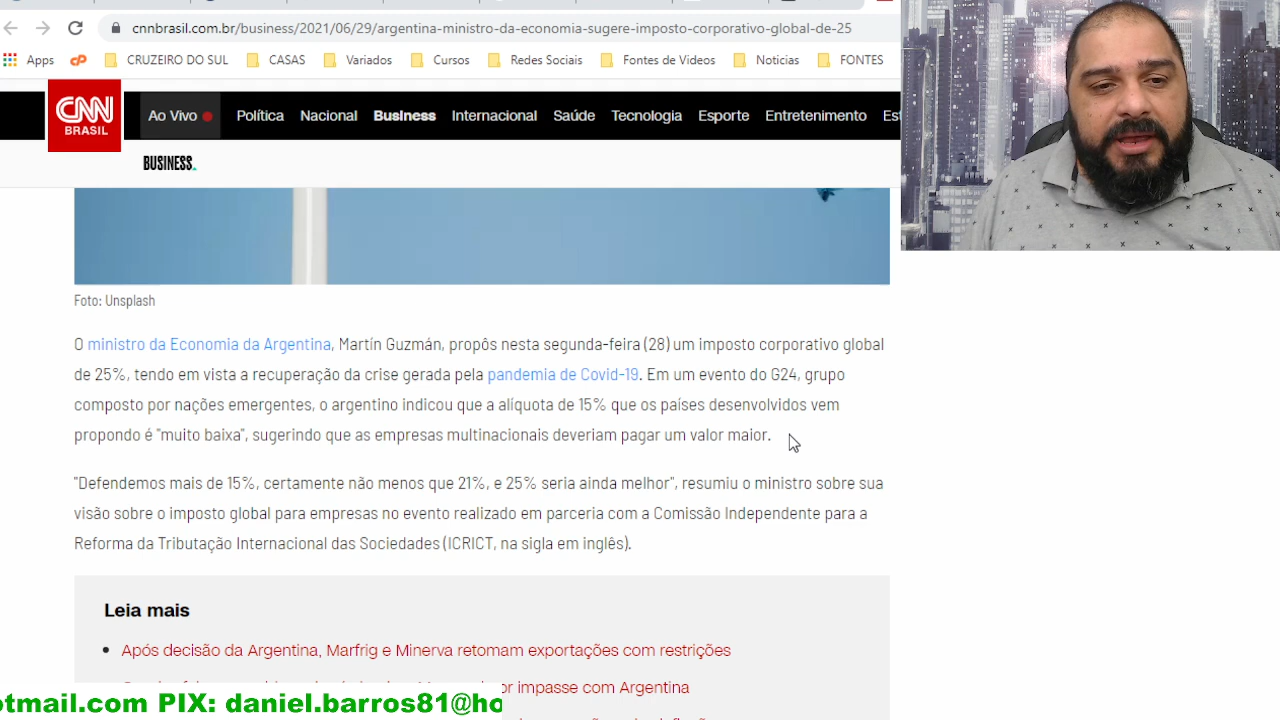 cnnbrasil.com.br/business/2021/06/29/argentina-ministro-da-economia-sugere-imposto-corporativo-global-de-25
Apps CRUZEIRO DO SUL CASAS Variados Cursos Redes Sociais Fontes de Videos Noticias FONTES
CNN BRASIL
Ao Vivo Política Nacional Business Internacional Saúde Tecnologia Esporte Entretenimento
BUSINESS_
Foto: Unsplash
O ministro da Economia da Argentina, Martín Guzmán, propôs nesta segunda-feira (28) um imposto corporativo global
de 25%, tendo em vista a recuperação da crise gerada pela pandemia de Covid-19. Em um evento do G24, grupo
composto por nações emergentes, o argentino indicou que a alíquota de 15% que os países desenvolvidos vem
propondo é "muito baixa", sugerindo que as empresas multinacionais deveriam pagar um valor maior.
"Defendemos mais de 15%, certamente não menos que 21%, e 25% seria ainda melhor", resumiu o ministro sobre sua
visão sobre o imposto global para empresas no evento realizado em parceria com a Comissão Independente para a
Reforma da Tributação Internacional das Sociedades (ICRICT, na sigla em inglês).
Leia mais
• Após decisão da Argentina, Marfrig e Minerva retomam exportações com restrições
impasse com Argentina
otmail.com PIX: daniel.barros81@ho